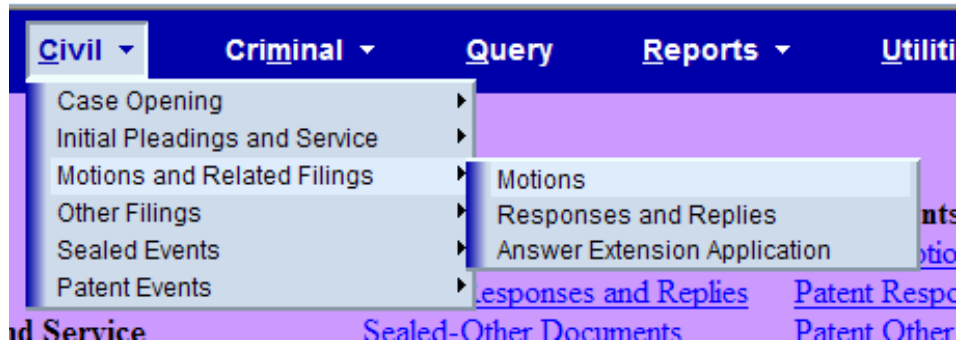 Civil Criminal Query Reports
Case Opening
Initial Pleadings and Service
Motions and Related Filings
Motions
Responses and Replies
Answer Extension Application
Other Filings
Sealed Events
Patent Events
Responses and Replies Patent
Service Sealed-Other Documents Patent Other